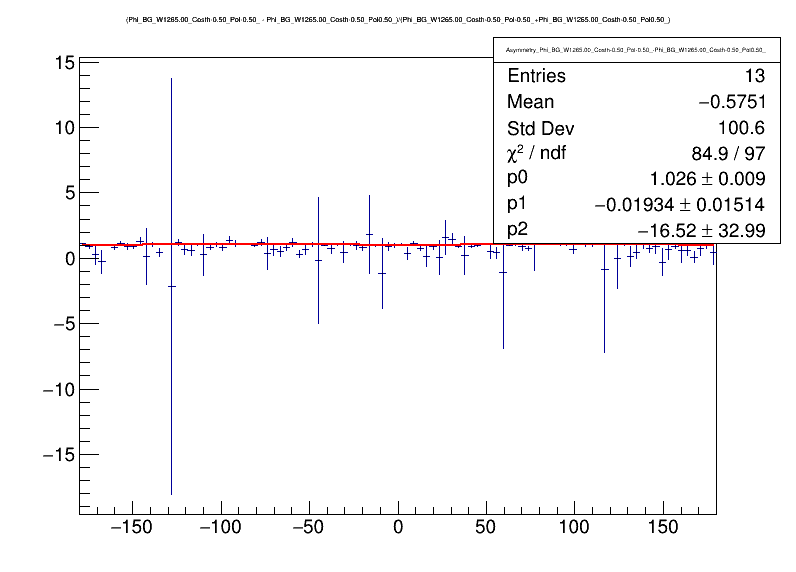 (Phi_BG_W1265.00_Costh-0.50_Pol-0.50_ - Phi_BG_W1265.00_Costh-0.50_Pol0.50_)/(Phi_BG_W1265.00_Costh-0.50_Pol-0.50_+Phi_BG_W1265.00_Costh-0.50_Pol0.50_)
Asymmetry_Phi_BG_W1265.00_Costh-0.50_Pol-0.50_-Phi_BG_W1265.00_Costh-0.50_Pol0.50_
Entries 13
Mean −0.5751
Std Dev 100.6
χ² / ndf 84.9 / 97
p0 1.026 ± 0.009
p1 −0.01934 ± 0.01514
p2 −16.52 ± 32.99
15
10
5
0
−5
−10
−15
−150 −100 −50 0 50 100 150